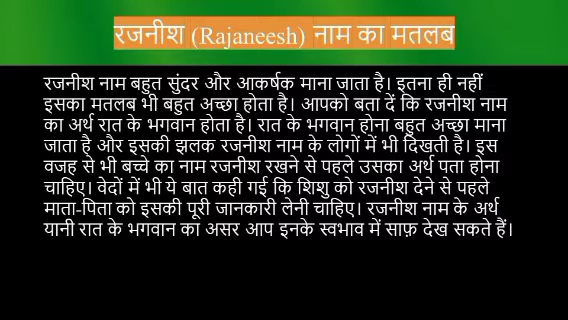 रजनीश (Rajaneesh) नाम का मतलब
रजनीश नाम बहुत सुंदर और आकर्षक माना जाता है। इतना ही नहीं
इसका मतलब भी बहुत अच्छा होता है। आपको बता दें कि रजनीश नाम
का अर्थ रात के भगवान होता है। रात के भगवान होना बहुत अच्छा माना
जाता है और इसकी झलक रजनीश नाम के लोगों में भी दिखती है। इस
वजह से भी बच्चे का नाम रजनीश रखने से पहले उसका अर्थ पता होना
चाहिए। वेदों में भी ये बात कही गई कि शिशु को रजनीश देने से पहले
माता-पिता को इसकी पूरी जानकारी लेनी चाहिए। रजनीश नाम के अर्थ
यानी रात के भगवान का असर आप इनके स्वभाव में साफ़ देख सकते हैं।